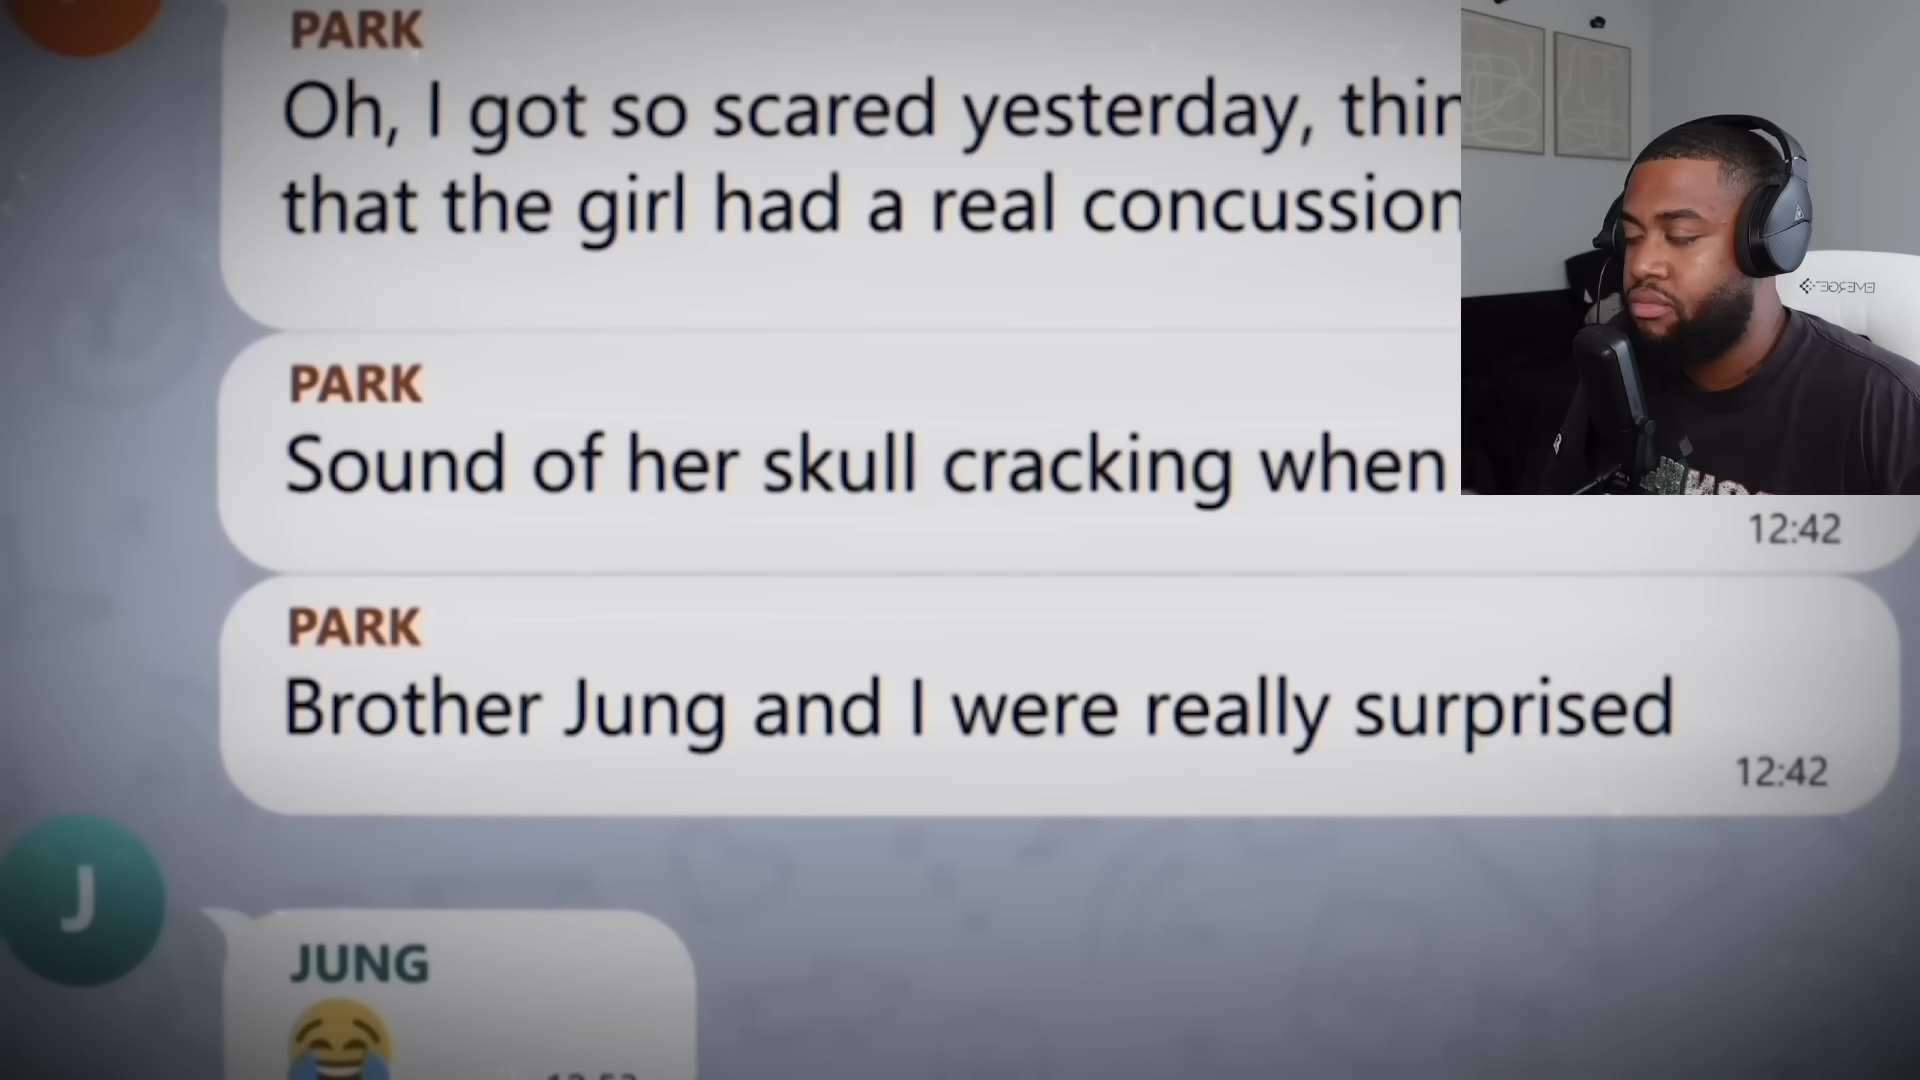 PARK
Oh, I got so scared yesterday,
that the girl had a real concussion
PARK
Sound of her skull cracking when
12:42
PARK
Brother Jung and I were really surprised
12:42
J
JUNG
😂
EMERGE